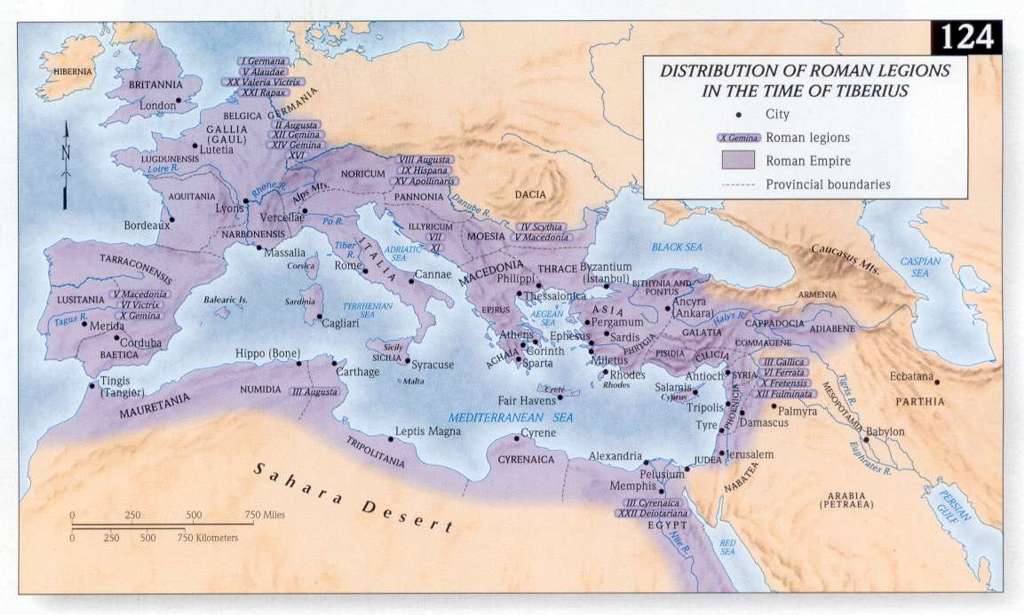 124
DISTRIBUTION OF ROMAN LEGIONS
IN THE TIME OF TIBERIUS
City
X Gemina
Roman legions
Roman Empire
Provincial boundaries
HIBERNIA
BRITANNIA
London
N
I Germana
V Alaudae
XX Valeria Victrix
XXI Rapax
BELGICA
GERMANIA
GALLIA
(GAUL)
Lutetia
II Augusta
XII Gemina
XIV Gemina
XVI
LUGDUNENSIS
Loire R.
AQUITANIA
Bordeaux
Lyons
Rhone R.
Alps Mts.
Vercellae
NARBONENSIS
Massalia
NORICUM
VIII Augusta
IX Hispana
XV Apollinaris
PANNONIA
Danube R.
DACIA
ILLYRICUM
VII
XI
MOESIA
IV Scythia
V Macedonia
Po R.
Tiber
R.
ITALIA
ADRIATIC
SEA
Rome
Cannae
Corsica
Sardinia
Cagliari
TYRRHENIAN
SEA
Balearic Is.
TARRACONENSIS
LUSITANIA
V Macedonia
VI Victrix
X Gemina
Tagus R.
Merida
Corduba
BAETICA
Tingis
(Tangier)
MAURETANIA
Hippo (Bone)
NUMIDIA
III Augusta
Carthage
Sicily
SICILIA
Syracuse
Malta
MACEDONIA
Philippi
Thessalonica
EPIRUS
THRACE
Byzantium
(Istanbul)
BLACK SEA
Caucasus Mts.
CASPIAN
SEA
BITHYNIA AND
PONTUS
Ancyra
(Ankara)
ARMENIA
AEGEAN
SEA
ASIA
Pergamum
Halys R.
CAPPADOCIA
ADIABENE
Athens
Ephesus
Sardis
PHRYGIA
GALATIA
COMMAGENE
ACHAIA
Corinth
Sparta
Miletus
PISIDIA
CILICIA
Rhodes
Rhodes
Antioch
SYRIA
III Gallica
VI Ferrata
X Fretensis
XII Fulminata
Crete
Fair Havens
Salamis
Cyprus
Tripolis
PHOENICIA
Palmyra
Tyre
Damascus
MEDITERRANEAN SEA
Tigris R.
MESOPOTAMIA
Ecbatana
PARTHIA
Babylon
Euphrates R.
Leptis Magna
TRIPOLITANIA
Cyrene
CYRENAICA
Alexandria
Pelusium
Memphis
JUDEA
Jerusalem
NABATEA
III Cyrenaica
XXII Deiotariana
EGYPT
Nile R.
RED
SEA
ARABIA
(PETRAEA)
PERSIAN
GULF
Sahara Desert
0 250 500 750 Miles
0 250 500 750 Kilometers